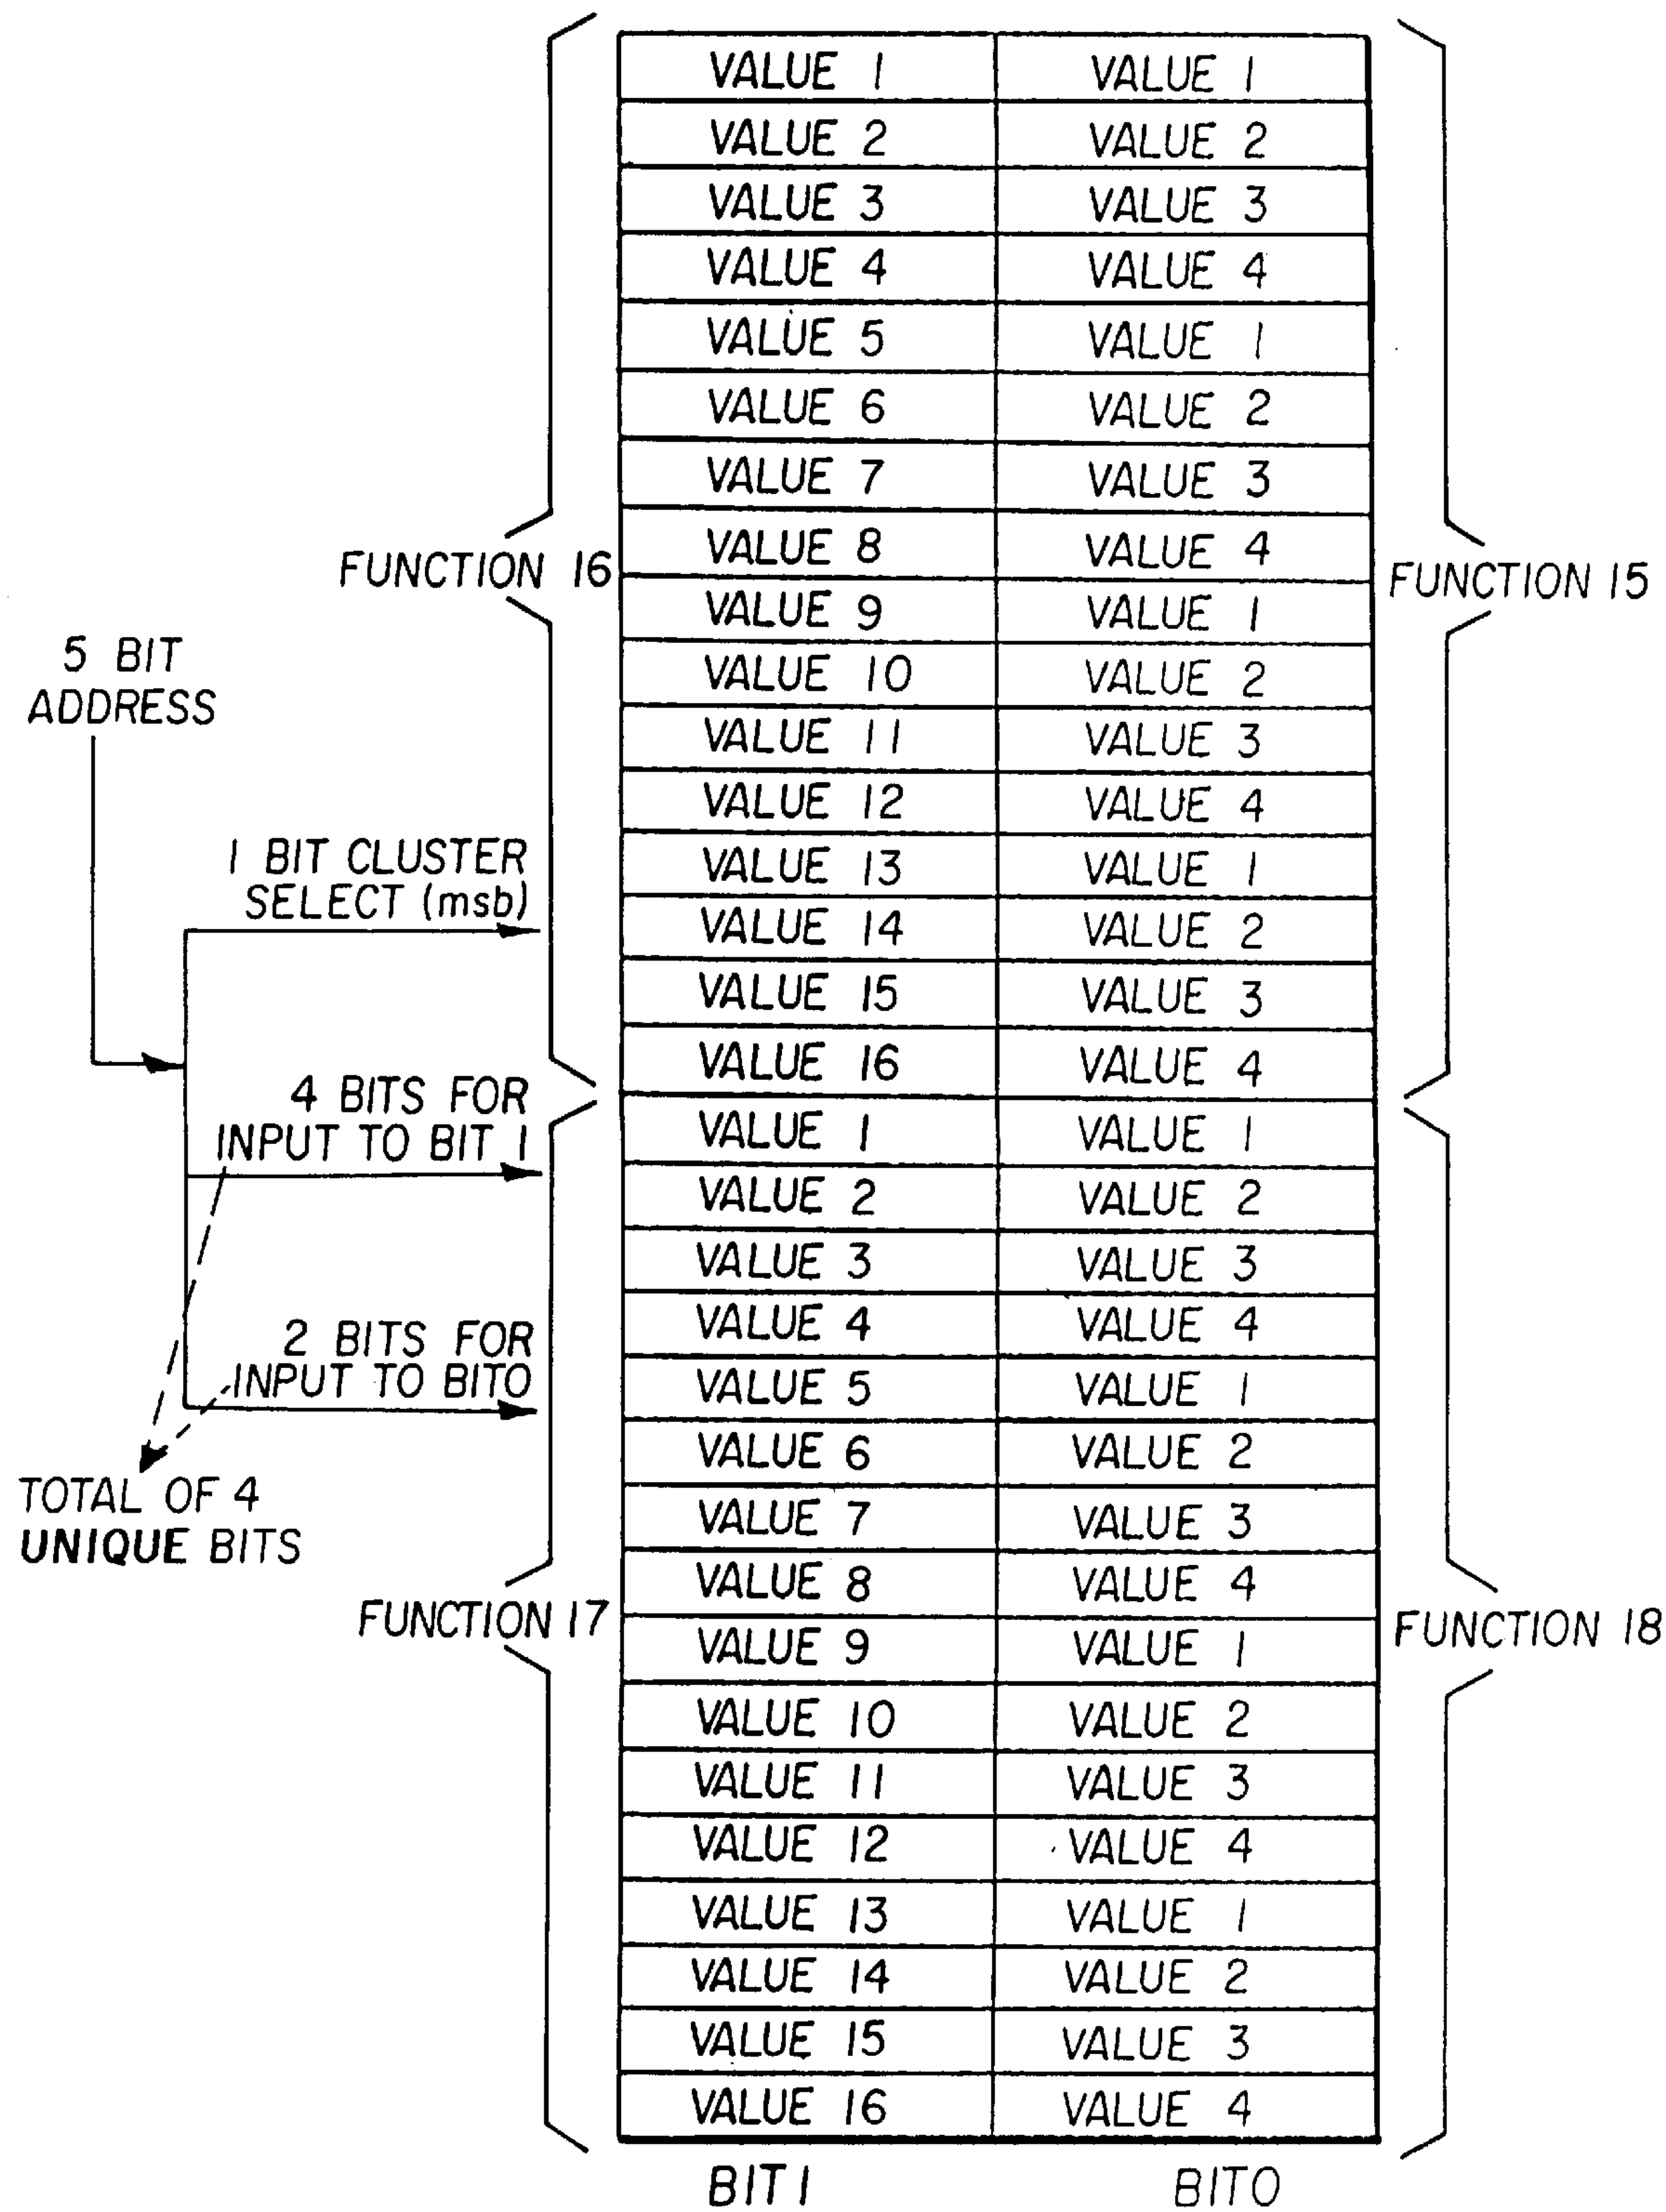 VALUE 1 VALUE 1
VALUE 2 VALUE 2
VALUE 3 VALUE 3
VALUE 4 VALUE 4
VALUE 5 VALUE 1
VALUE 6 VALUE 2
VALUE 7 VALUE 3
VALUE 8 VALUE 4
FUNCTION 16
FUNCTION 15
VALUE 9 VALUE 1
VALUE 10 VALUE 2
VALUE 11 VALUE 3
VALUE 12 VALUE 4
VALUE 13 VALUE 1
VALUE 14 VALUE 2
VALUE 15 VALUE 3
VALUE 16 VALUE 4
5 BIT
ADDRESS
1 BIT CLUSTER
SELECT (msb)
4 BITS FOR
INPUT TO BIT 1
2 BITS FOR
INPUT TO BIT0
TOTAL OF 4
UNIQUE BITS
VALUE 1 VALUE 1
VALUE 2 VALUE 2
VALUE 3 VALUE 3
VALUE 4 VALUE 4
VALUE 5 VALUE 1
VALUE 6 VALUE 2
VALUE 7 VALUE 3
VALUE 8 VALUE 4
FUNCTION 17
FUNCTION 18
VALUE 9 VALUE 1
VALUE 10 VALUE 2
VALUE 11 VALUE 3
VALUE 12 VALUE 4
VALUE 13 VALUE 1
VALUE 14 VALUE 2
VALUE 15 VALUE 3
VALUE 16 VALUE 4
BIT1 BIT0